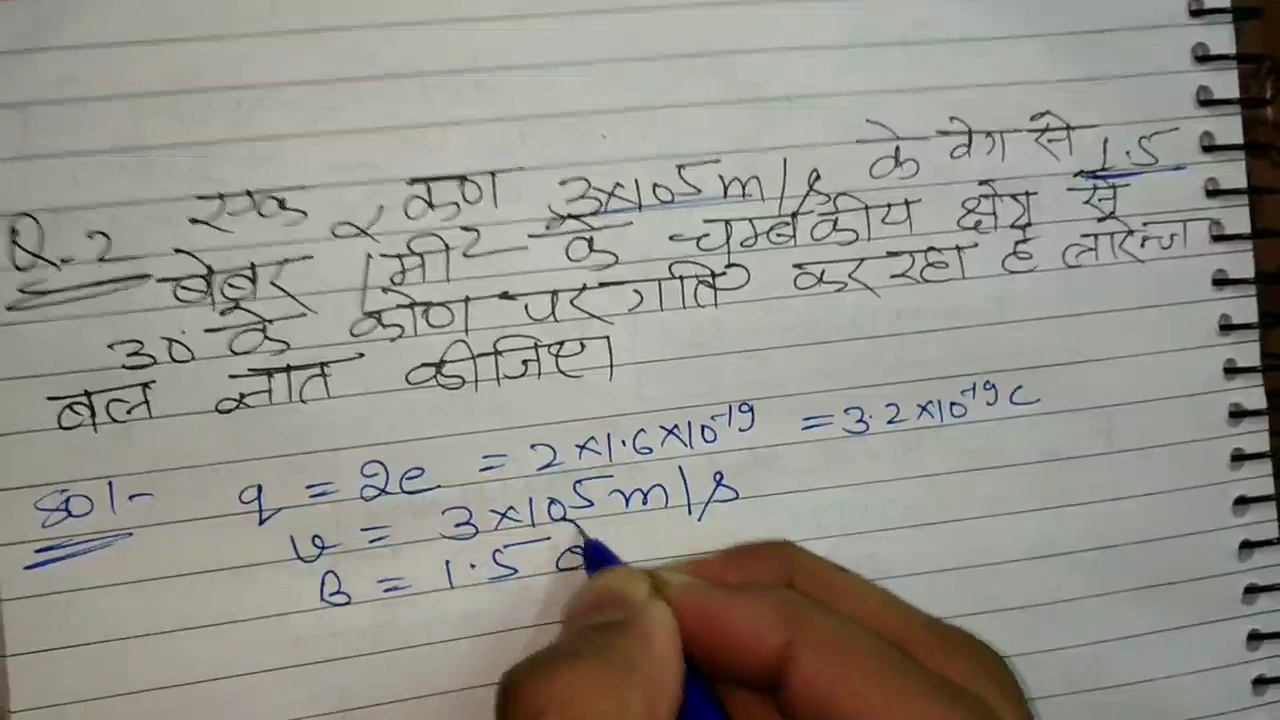 Q.2 एक α कण 3×10⁵ m/s के वेग से 1.5
वेबर /मी² के चुम्बकीय क्षेत्र से
30° के कोण पर गति कर रहा है लारेन्ज
बल ज्ञात कीजिए।
Sol- q = 2e = 2×1.6×10⁻¹⁹ = 3.2×10⁻¹⁹ C
v = 3×10⁵ m/s
B = 1.5